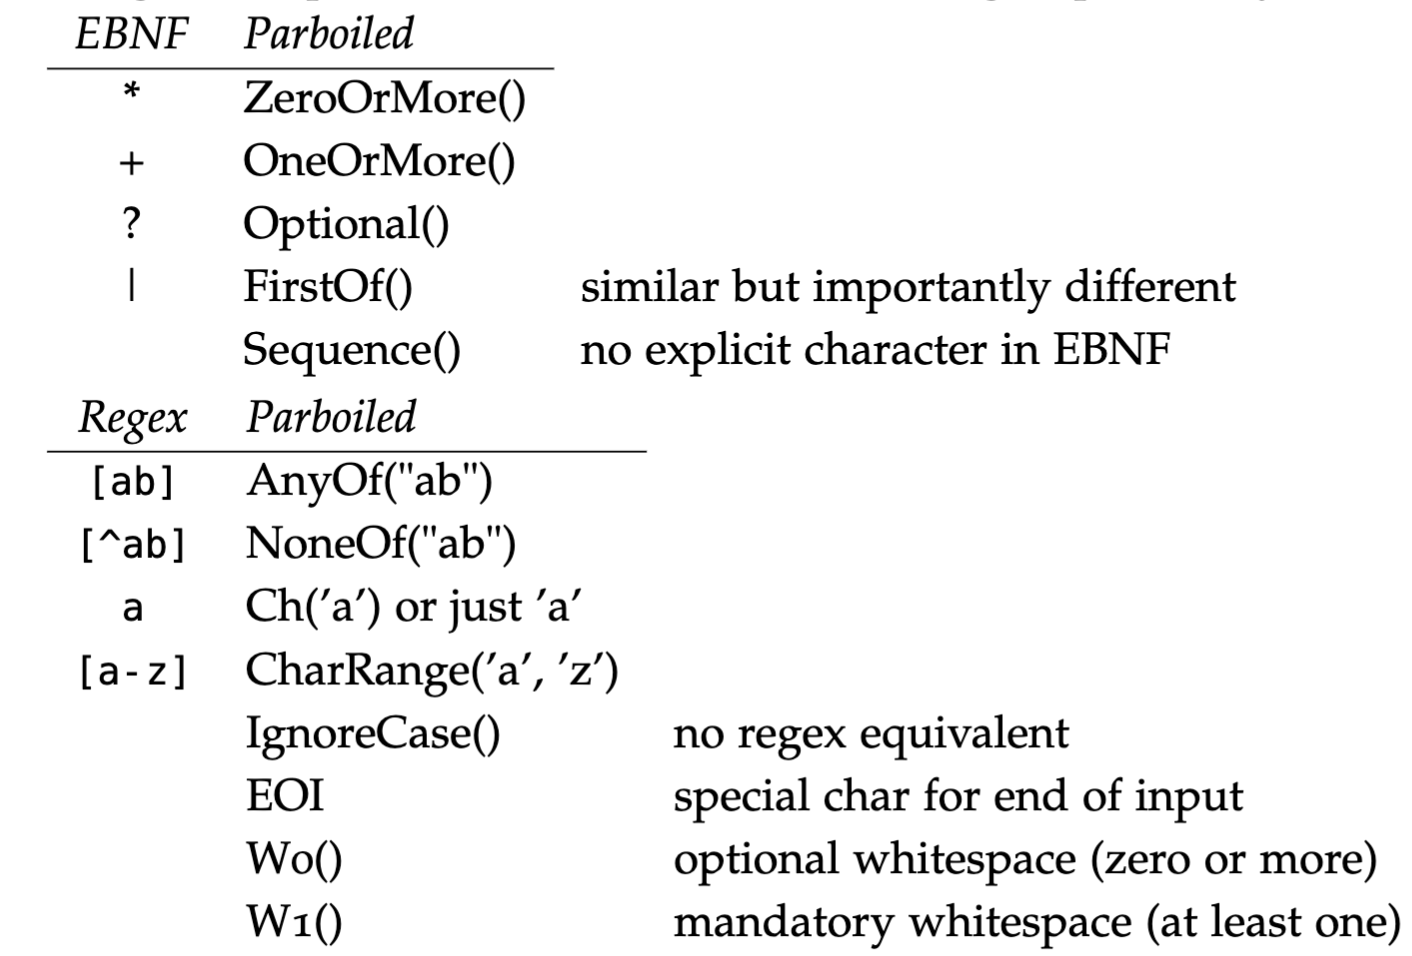 EBNF Parboiled
* ZeroOrMore()
+ OneOrMore()
? Optional()
| FirstOf() similar but importantly different
Sequence() no explicit character in EBNF
Regex Parboiled
[ab] AnyOf("ab")
[^ab] NoneOf("ab")
a Ch('a') or just 'a'
[a-z] CharRange('a', 'z')
IgnoreCase() no regex equivalent
EOI special char for end of input
W0() optional whitespace (zero or more)
W1() mandatory whitespace (at least one)